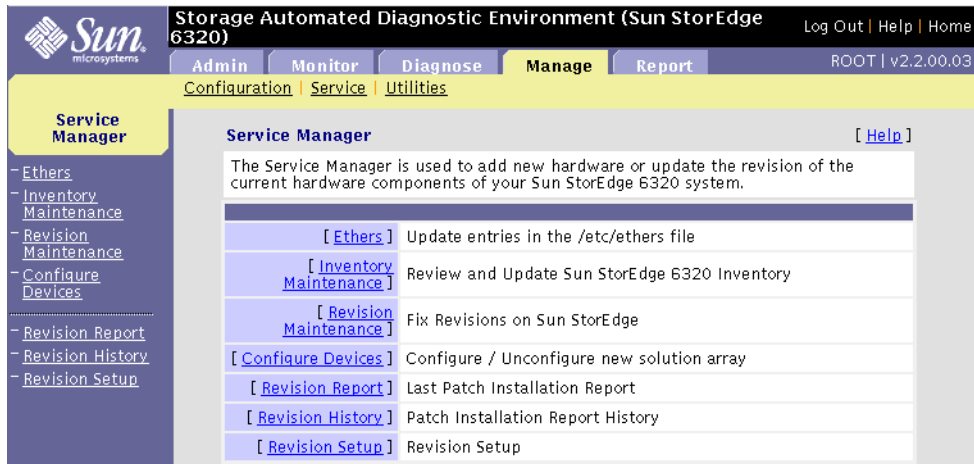 Sun
microsystems
Storage Automated Diagnostic Environment (Sun StorEdge
6320)
Log Out | Help | Home
Admin Monitor Diagnose Manage Report
ROOT | v2.2.00.03
Configuration | Service | Utilities
Service
Manager
Ethers
Inventory
Maintenance
Revision
Maintenance
Configure
Devices
Revision Report
Revision History
Revision Setup
Service Manager [ Help ]
The Service Manager is used to add new hardware or update the revision of the
current hardware components of your Sun StorEdge 6320 system.
[ Ethers ] Update entries in the /etc/ethers file
[ Inventory
Maintenance ] Review and Update Sun StorEdge 6320 Inventory
[ Revision
Maintenance ] Fix Revisions on Sun StorEdge
[ Configure Devices ] Configure / Unconfigure new solution array
[ Revision Report ] Last Patch Installation Report
[ Revision History ] Patch Installation Report History
[ Revision Setup ] Revision Setup